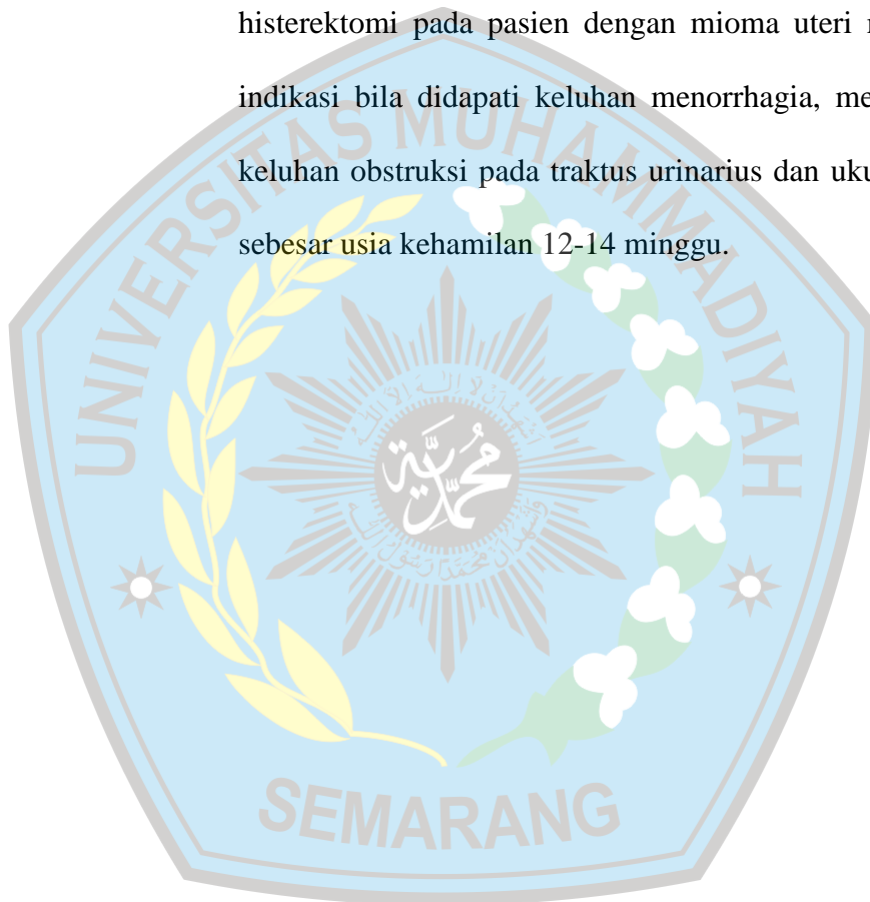 histerektomi pada pasien dengan mioma uteri
indikasi bila didapati keluhan menorrhagia,
keluhan obstruksi pada traktus urinarius dan
sebesar usia kehamilan 12-14 minggu.
UNIVERSITAS MUHAMMADIYAH
محمدية
SEMARANG